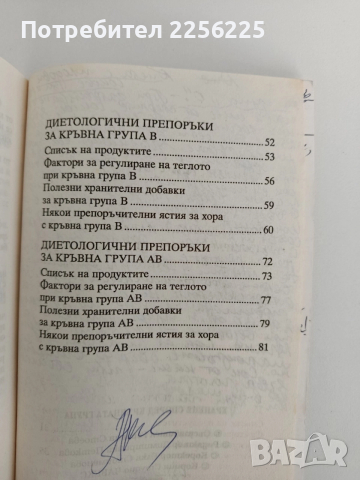 Потребител 2256225
ДИЕТОЛОГИЧНИ ПРЕПОРЪКИ
ЗА КРЪВНА ГРУПА В 52
Списък на продуктите 53
Фактори за регулиране на теглото
при кръвна група В 56
Полезни хранителни добавки
за кръвна група В 59
Някои препоръчителни ястия за хора
с кръвна група В 60
ДИЕТОЛОГИЧНИ ПРЕПОРЪКИ
ЗА КРЪВНА ГРУПА АВ 72
Списък на продуктите 73
Фактори за регулиране на теглото
при кръвна група АВ 77
Полезни хранителни добавки
за кръвна група АВ 79
Някои препоръчителни ястия за хора
с кръвна група АВ 81
bazar